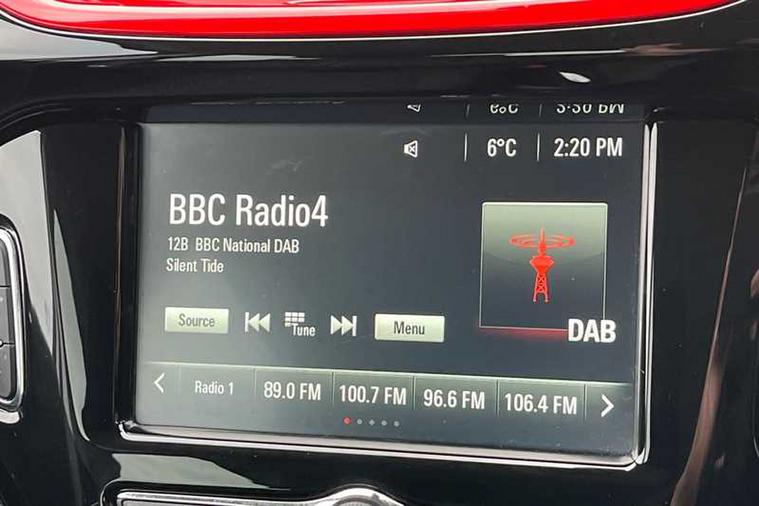 6°C 2:20 PM
BBC Radio4
12B BBC National DAB
Silent Tide
Source Tune Menu
DAB
Radio 1 89.0 FM 100.7 FM 96.6 FM 106.4 FM